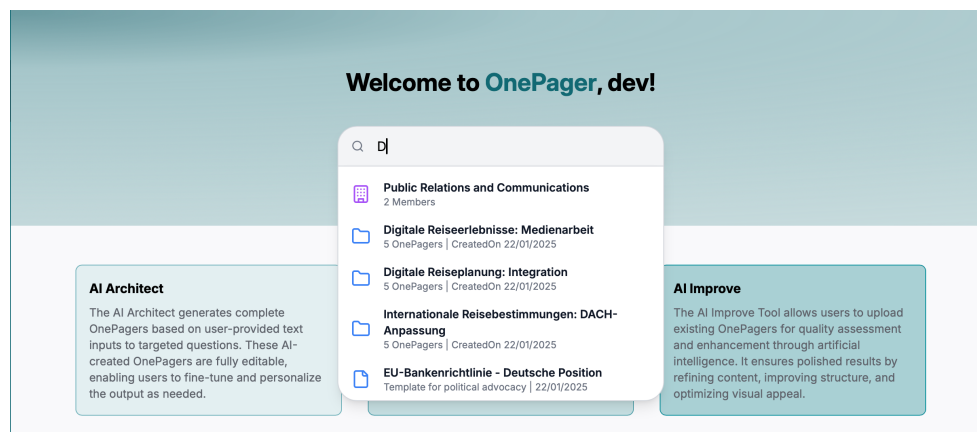 Welcome to OnePager, dev!
D
Public Relations and Communications
2 Members
Digitale Reiseerlebnisse: Medienarbeit
5 OnePagers | CreatedOn 22/01/2025
Digitale Reiseplanung: Integration
5 OnePagers | CreatedOn 22/01/2025
Internationale Reisebestimmungen: DACH-
Anpassung
5 OnePagers | CreatedOn 22/01/2025
EU-Bankenrichtlinie - Deutsche Position
Template for political advocacy | 22/01/2025
AI Architect
The AI Architect generates complete
OnePagers based on user-provided text
inputs to targeted questions. These AI-
created OnePagers are fully editable,
enabling users to fine-tune and personalize
the output as needed.
AI Improve
The AI Improve Tool allows users to upload
existing OnePagers for quality assessment
and enhancement through artificial
intelligence. It ensures polished results by
refining content, improving structure, and
optimizing visual appeal.